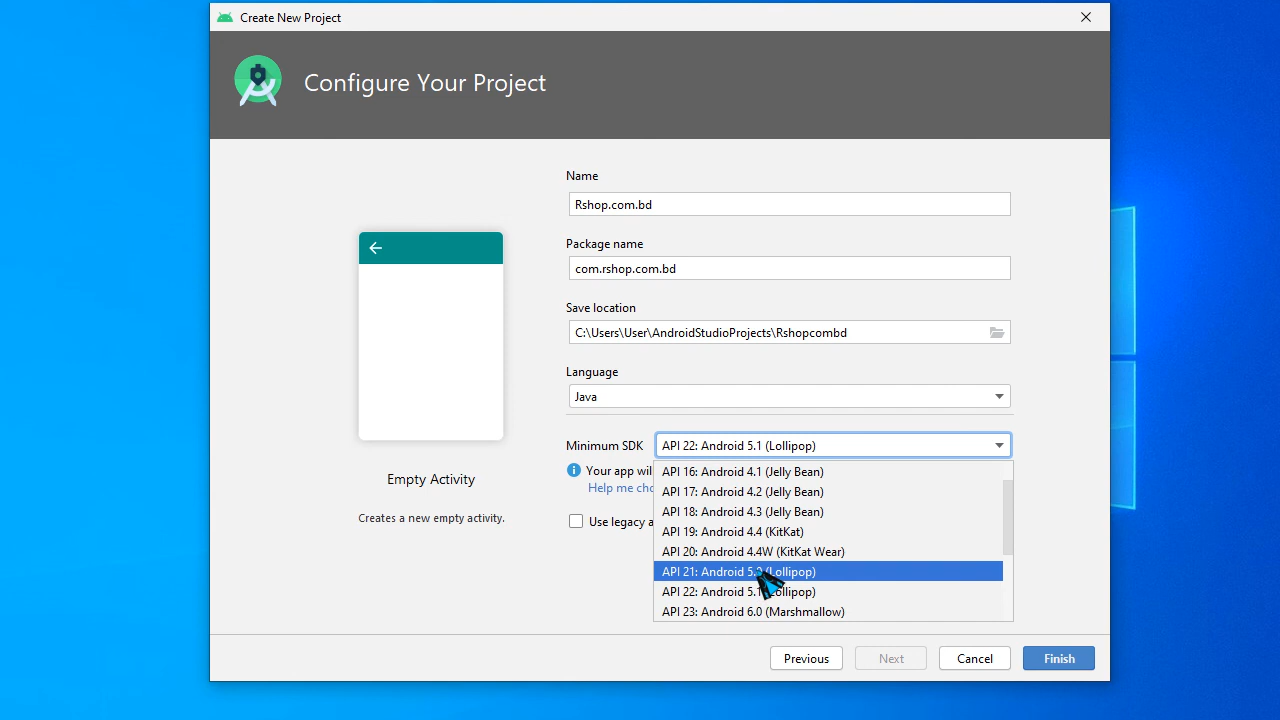 Create New Project
Configure Your Project
Name
Rshop.com.bd
Package name
com.rshop.com.bd
Save location
C:\Users\User\AndroidStudioProjects\Rshopcombd
Language
Java
Minimum SDK
API 22: Android 5.1 (Lollipop)
Your app wil
Help me cho
Use legacy a
API 16: Android 4.1 (Jelly Bean)
API 17: Android 4.2 (Jelly Bean)
API 18: Android 4.3 (Jelly Bean)
API 19: Android 4.4 (KitKat)
API 20: Android 4.4W (KitKat Wear)
API 21: Android 5.0 (Lollipop)
API 22: Android 5.1 (Lollipop)
API 23: Android 6.0 (Marshmallow)
Empty Activity
Creates a new empty activity.
Previous
Next
Cancel
Finish